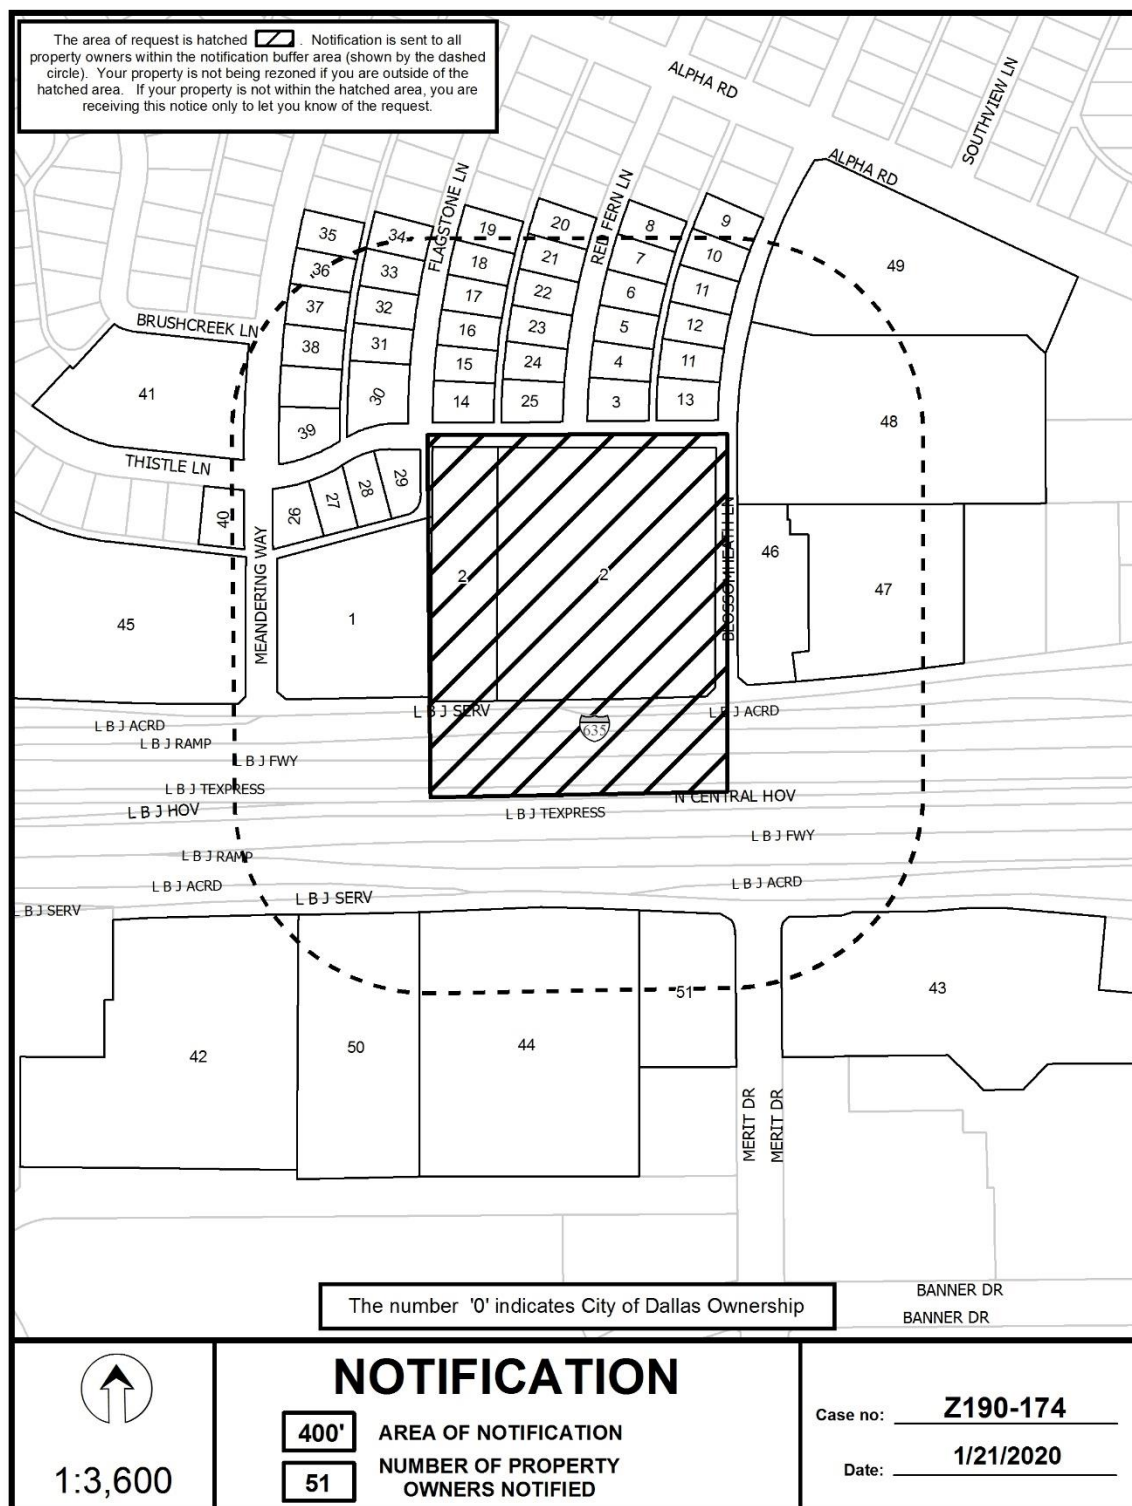 The area of request is hatched . Notification is sent to all
property owners within the notification buffer area (shown by the dashed
circle). Your property is not being rezoned if you are outside of the
hatched area. If your property is not within the hatched area, you are
receiving this notice only to let you know of the request.
ALPHA RD
SOUTHVIEW LN
ALPHA RD
FLAGSTONE LN
RED FERN LN
35
34
19
20
8
9
36
33
18
21
7
10
49
37
32
17
22
6
11
BRUSHCREEK LN
38
31
16
23
5
12
41
15
24
4
11
30
14
25
3
13
48
39
THISTLE LN
29
28
27
26
40
MEANDERING WAY
2
2
BLOSSOMHEATH LN
46
47
45
1
L B J SERV
L B J ACRD
L B J ACRD
635
L B J RAMP
L B J FWY
L B J TEXPRESS
N CENTRAL HOV
L B J HOV
L B J TEXPRESS
L B J FWY
L B J RAMP
L B J ACRD
L B J ACRD
L B J SERV
L B J SERV
51
43
42
50
44
MERIT DR
MERIT DR
BANNER DR
BANNER DR
The number '0' indicates City of Dallas Ownership
1:3,600
NOTIFICATION
400' AREA OF NOTIFICATION
51 NUMBER OF PROPERTY
OWNERS NOTIFIED
Case no: Z190-174
Date: 1/21/2020